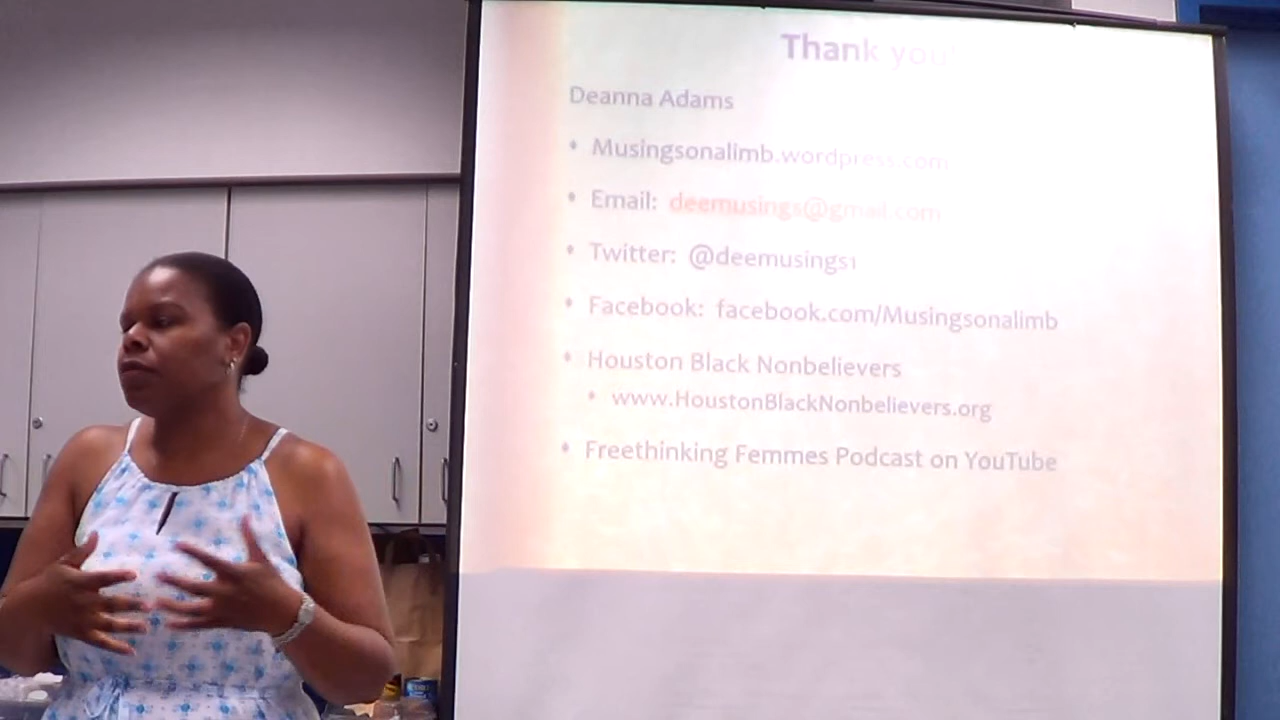 Thank you!
Deanna Adams
• Musingsonalimb.wordpress.com
• Email: deemusings@gmail.com
• Twitter: @deemusings1
• Facebook: facebook.com/Musingsonalimb
• Houston Black Nonbelievers
• www.HoustonBlackNonbelievers.org
• Freethinking Femmes Podcast on YouTube